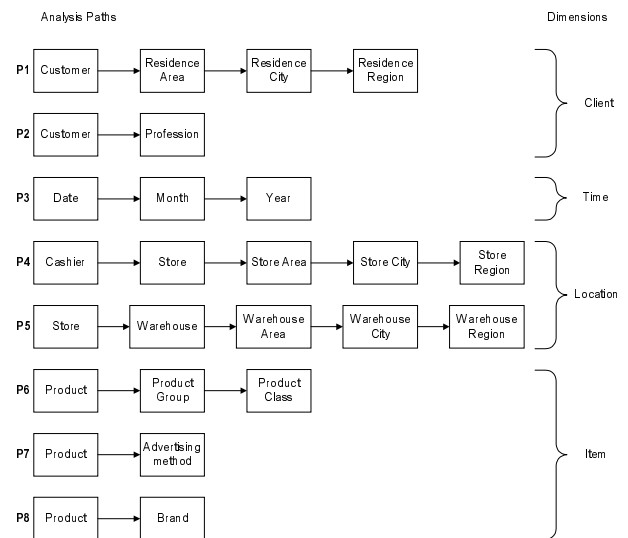 Analysis Paths
Dimensions
P1
Customer
Residence
Area
Residence
City
Residence
Region
Client
P2
Customer
Profession
P3
Date
Month
Year
Time
P4
Cashier
Store
Store Area
Store City
Store
Region
Location
P5
Store
Warehouse
Warehouse
Area
Warehouse
City
Warehouse
Region
P6
Product
Product
Group
Product
Class
P7
Product
Advertising
method
Item
P8
Product
Brand